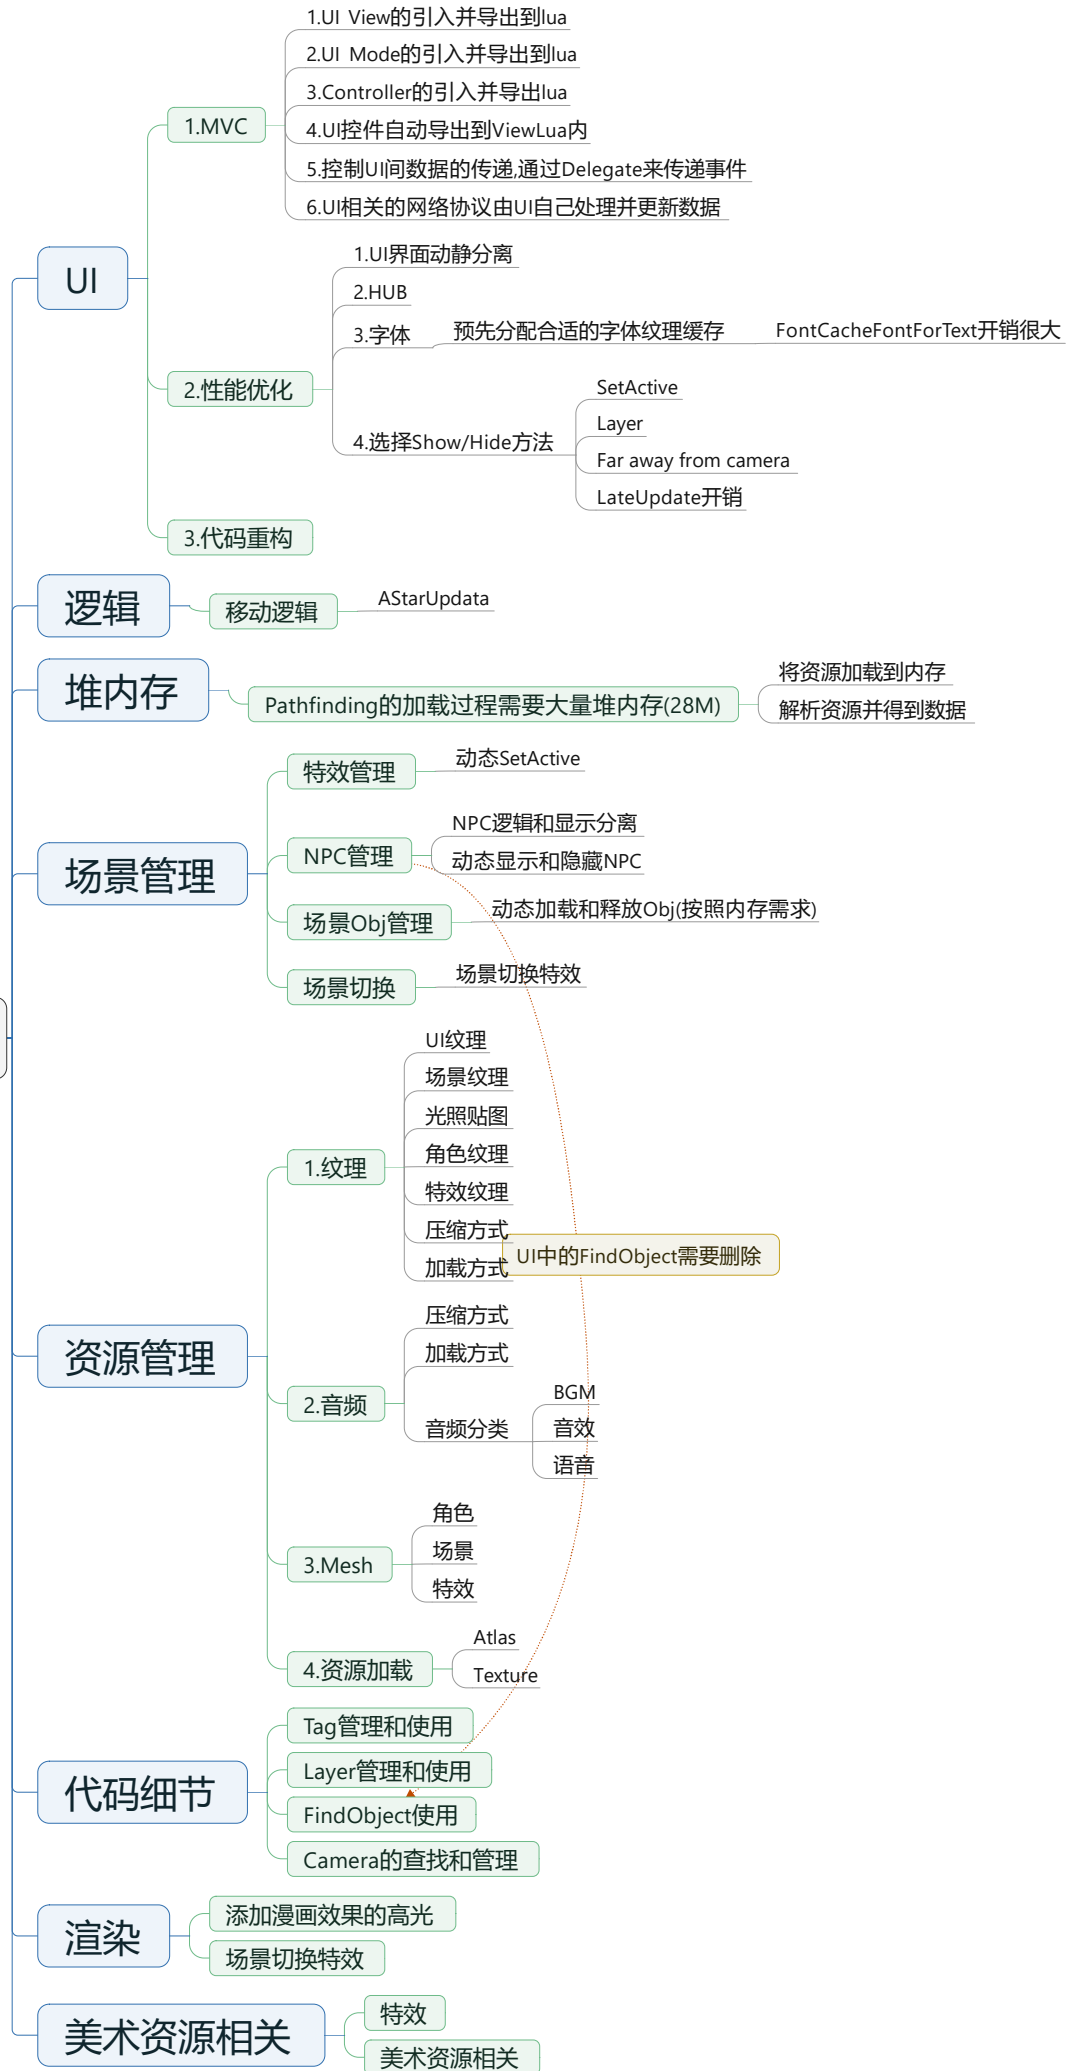 UI
1.MVC
1.UI View的引入并导出到lua
2.UI Mode的引入并导出到lua
3.Controller的引入并导出lua
4.UI控件自动导出到ViewLua内
5.控制UI间数据的传递,通过Delegate来传递事件
6.UI相关的网络协议由UI自己处理并更新数据
2.性能优化
1.UI界面动静分离
2.HUB
3.字体
预先分配合适的字体纹理缓存
FontCacheFontForText开销很大
4.选择Show/Hide方法
SetActive
Layer
Far away from camera
LateUpdate开销
3.代码重构
逻辑
移动逻辑
AStarUpdata
堆内存
Pathfinding的加载过程需要大量堆内存(28M)
将资源加载到内存
解析资源并得到数据
场景管理
特效管理
动态SetActive
NPC管理
NPC逻辑和显示分离
动态显示和隐藏NPC
场景Obj管理
动态加载和释放Obj(按照内存需求)
场景切换
场景切换特效
资源管理
1.纹理
UI纹理
场景纹理
光照贴图
角色纹理
特效纹理
压缩方式
加载方式
UI中的FindObject需要删除
2.音频
压缩方式
加载方式
音频分类
BGM
音效
语音
3.Mesh
角色
场景
特效
4.资源加载
Atlas
Texture
代码细节
Tag管理和使用
Layer管理和使用
FindObject使用
Camera的查找和管理
渲染
添加漫画效果的高光
场景切换特效
美术资源相关
特效
美术资源相关